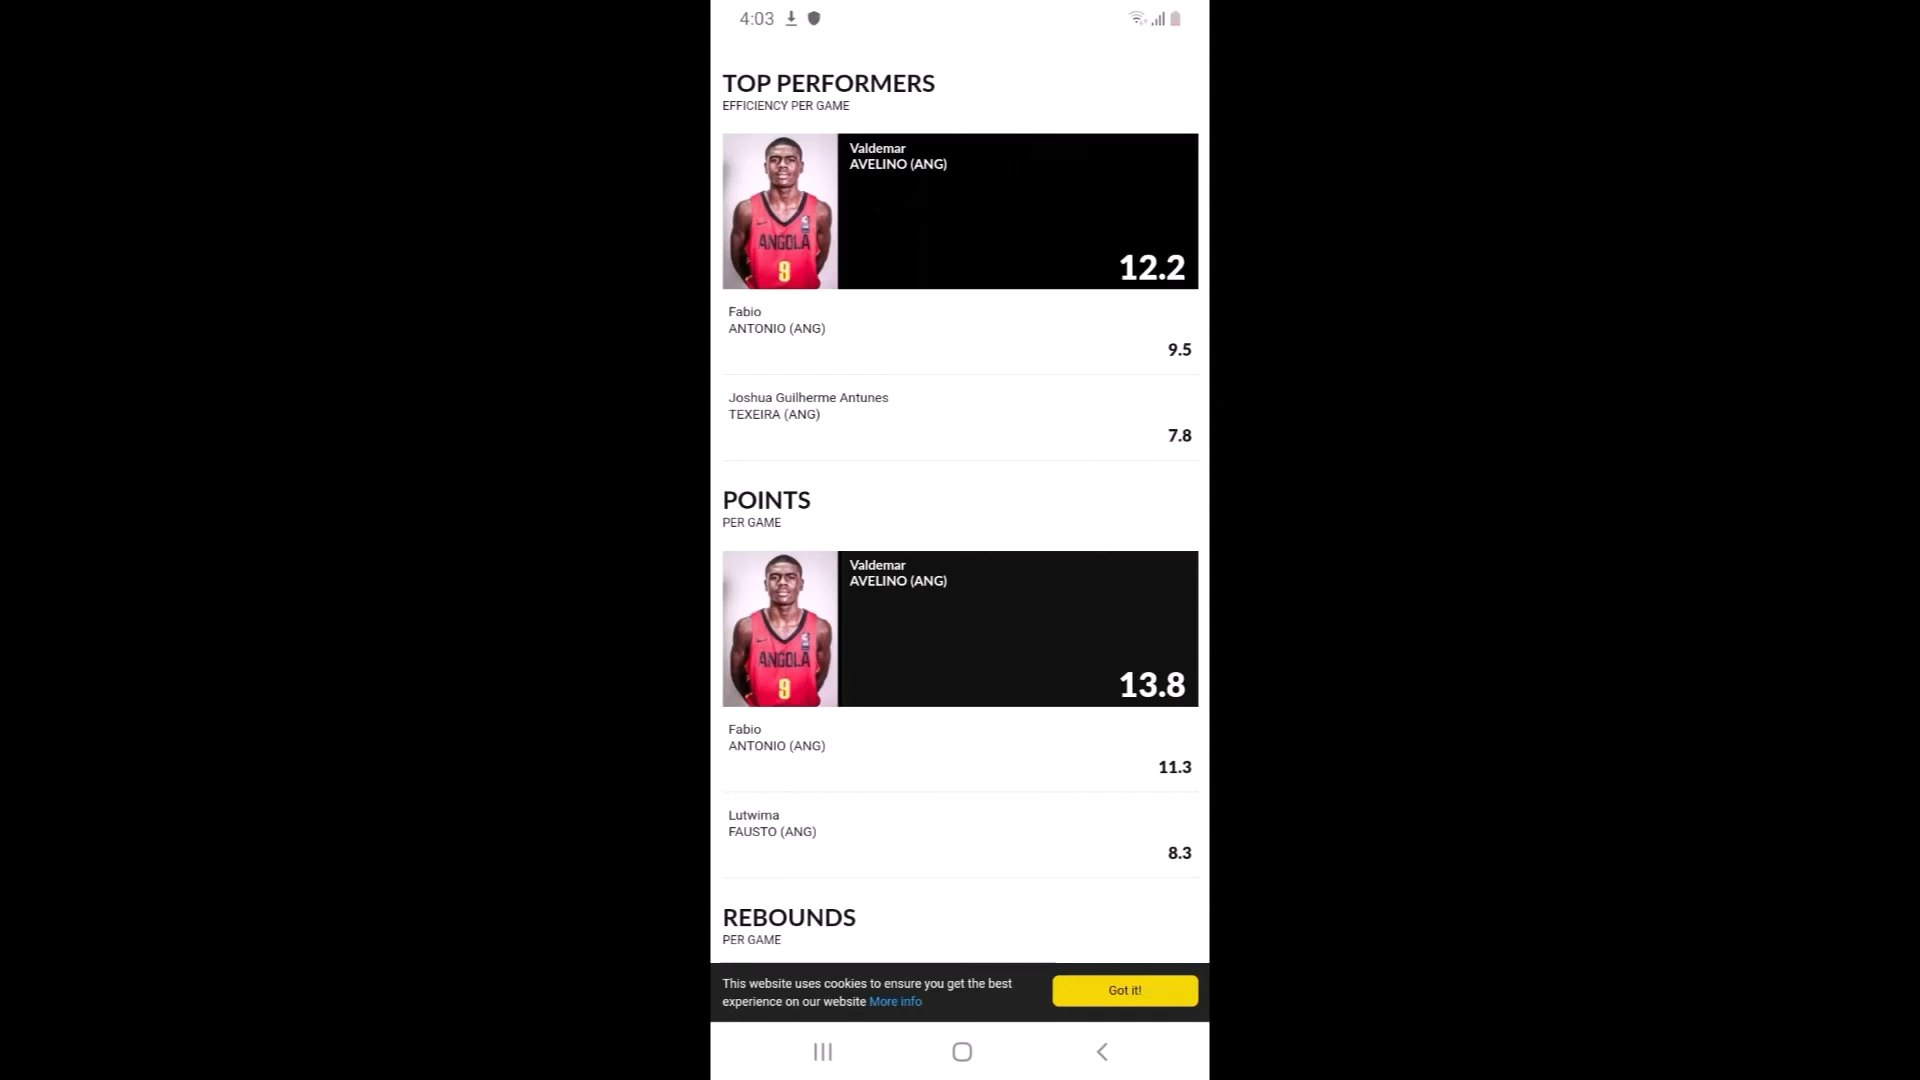 4:03
TOP PERFORMERS
EFFICIENCY PER GAME
Valdemar
AVELINO (ANG)
ANGOLA
9
12.2
Fabio
ANTONIO (ANG)
9.5
Joshua Guilherme Antunes
TEXEIRA (ANG)
7.8
POINTS
PER GAME
Valdemar
AVELINO (ANG)
ANGOLA
9
13.8
Fabio
ANTONIO (ANG)
11.3
Lutwima
FAUSTO (ANG)
8.3
REBOUNDS
PER GAME
This website uses cookies to ensure you get the best
experience on our website More info
Got it!